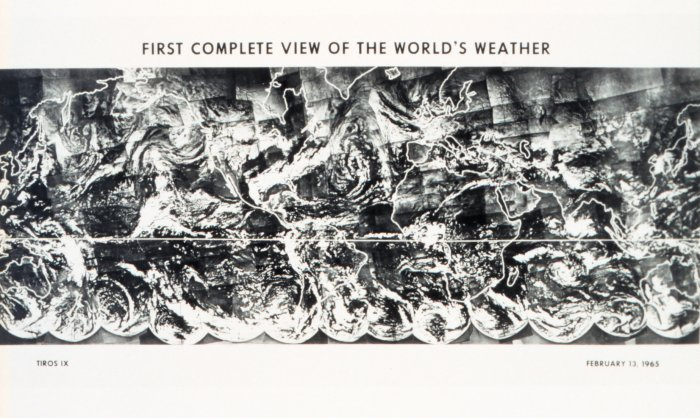 FIRST COMPLETE VIEW OF THE WORLD'S WEATHER
TIROS IX
FEBRUARY 13, 1965